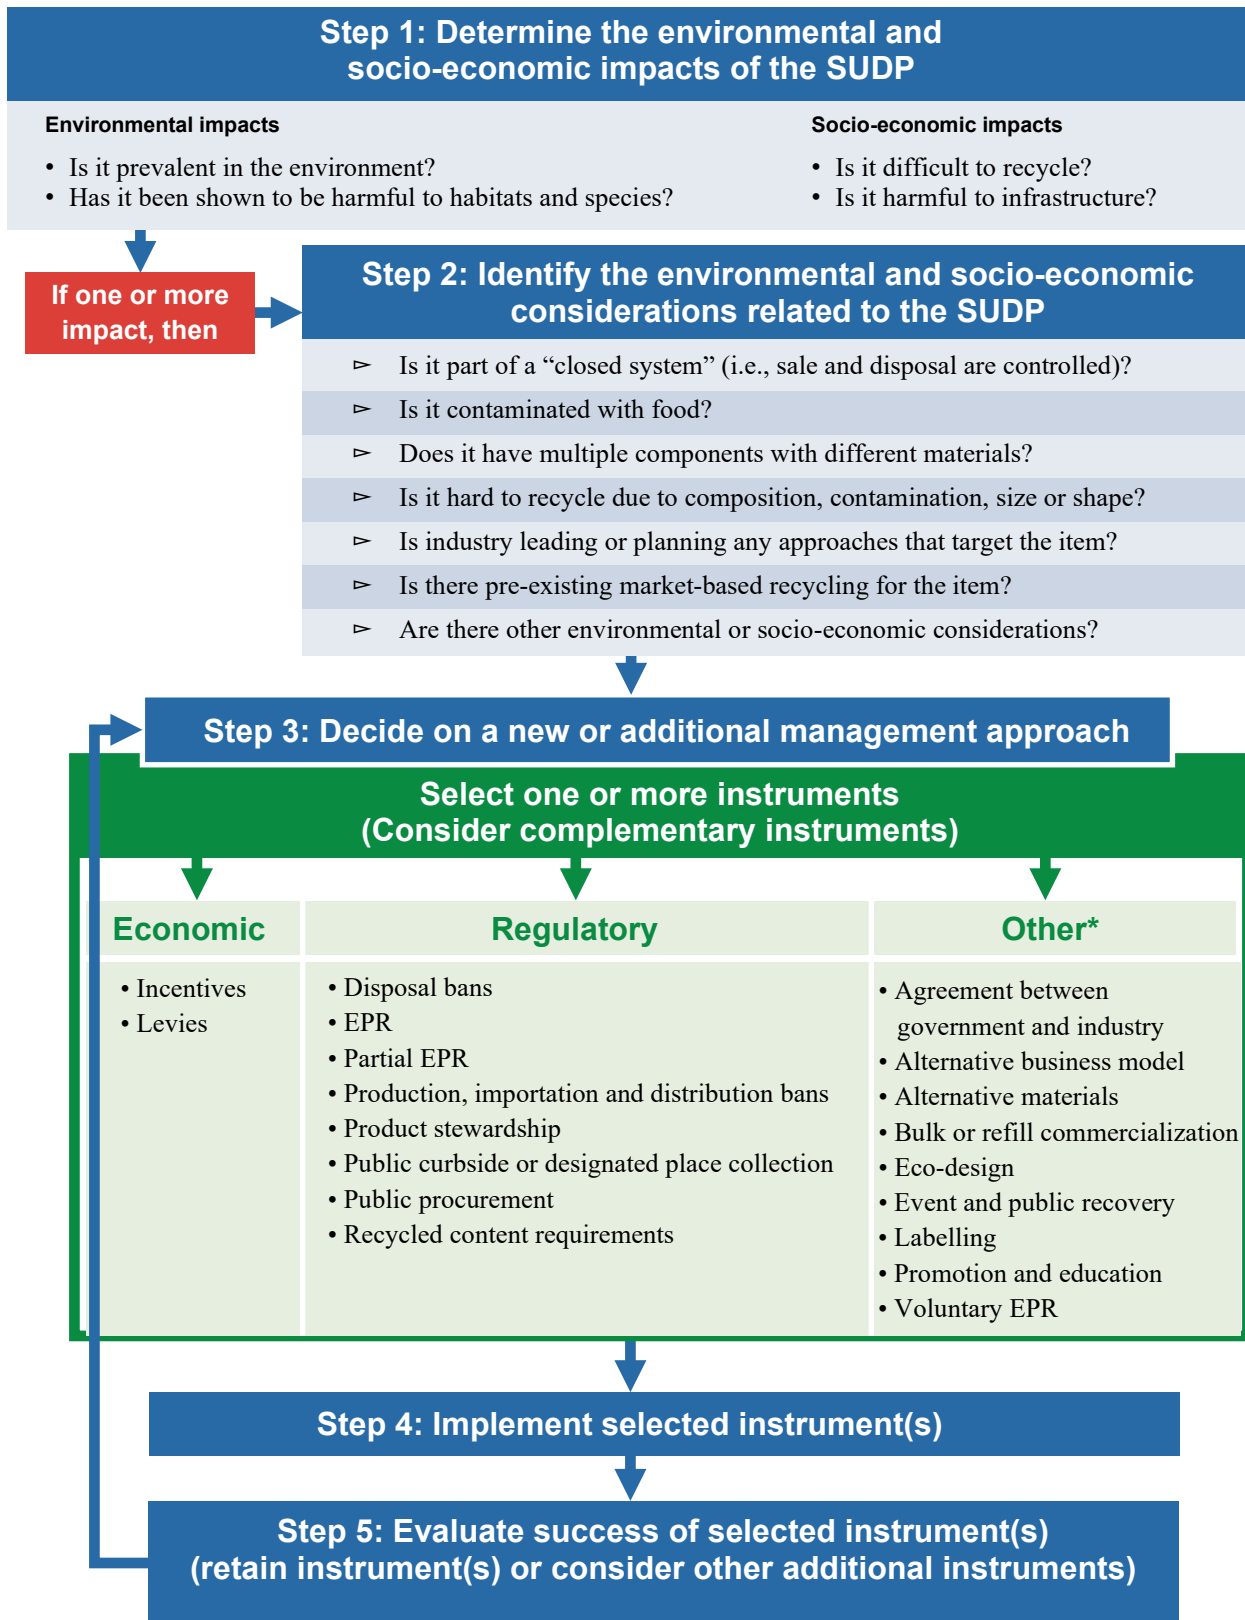 Step 1: Determine the environmental and
socio-economic impacts of the SUDP
Environmental impacts
• Is it prevalent in the environment?
• Has it been shown to be harmful to habitats and species?
Socio-economic impacts
• Is it difficult to recycle?
• Is it harmful to infrastructure?
If one or more
impact, then
Step 2: Identify the environmental and socio-economic
considerations related to the SUDP
▻ Is it part of a “closed system” (i.e., sale and disposal are controlled)?
▻ Is it contaminated with food?
▻ Does it have multiple components with different materials?
▻ Is it hard to recycle due to composition, contamination, size or shape?
▻ Is industry leading or planning any approaches that target the item?
▻ Is there pre-existing market-based recycling for the item?
▻ Are there other environmental or socio-economic considerations?
Step 3: Decide on a new or additional management approach
Select one or more instruments
(Consider complementary instruments)
Economic
• Incentives
• Levies
Regulatory
• Disposal bans
• EPR
• Partial EPR
• Production, importation and distribution bans
• Product stewardship
• Public curbside or designated place collection
• Public procurement
• Recycled content requirements
Other*
• Agreement between
government and industry
• Alternative business model
• Alternative materials
• Bulk or refill commercialization
• Eco-design
• Event and public recovery
• Labelling
• Promotion and education
• Voluntary EPR
Step 4: Implement selected instrument(s)
Step 5: Evaluate success of selected instrument(s)
(retain instrument(s) or consider other additional instruments)